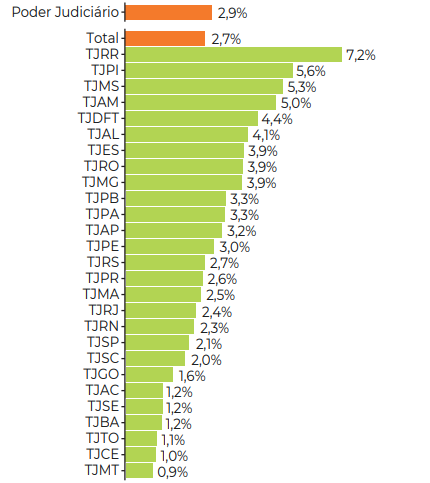 Poder Judiciário 2,9%
Total 2,7%
TJRR 7,2%
TJPI 5,6%
TJMS 5,3%
TJAM 5,0%
TJDFT 4,4%
TJAL 4,1%
TJES 3,9%
TJRO 3,9%
TJMG 3,9%
TJPB 3,3%
TJPA 3,3%
TJAP 3,2%
TJPE 3,0%
TJRS 2,7%
TJPR 2,6%
TJMA 2,5%
TJRJ 2,4%
TJRN 2,3%
TJSP 2,1%
TJSC 2,0%
TJGO 1,6%
TJAC 1,2%
TJSE 1,2%
TJBA 1,2%
TJTO 1,1%
TJCE 1,0%
TJMT 0,9%